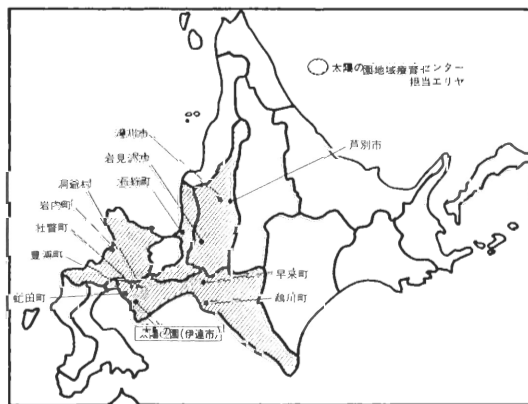 太陽の園地域療育センター
担当エリヤ
滝川市
芦別市
岩見沢市
石狩町
洞爺村
岩内町
壮瞥町
豊浦町
虻田町
早来町
鵡川町
太陽の園(伊達市)